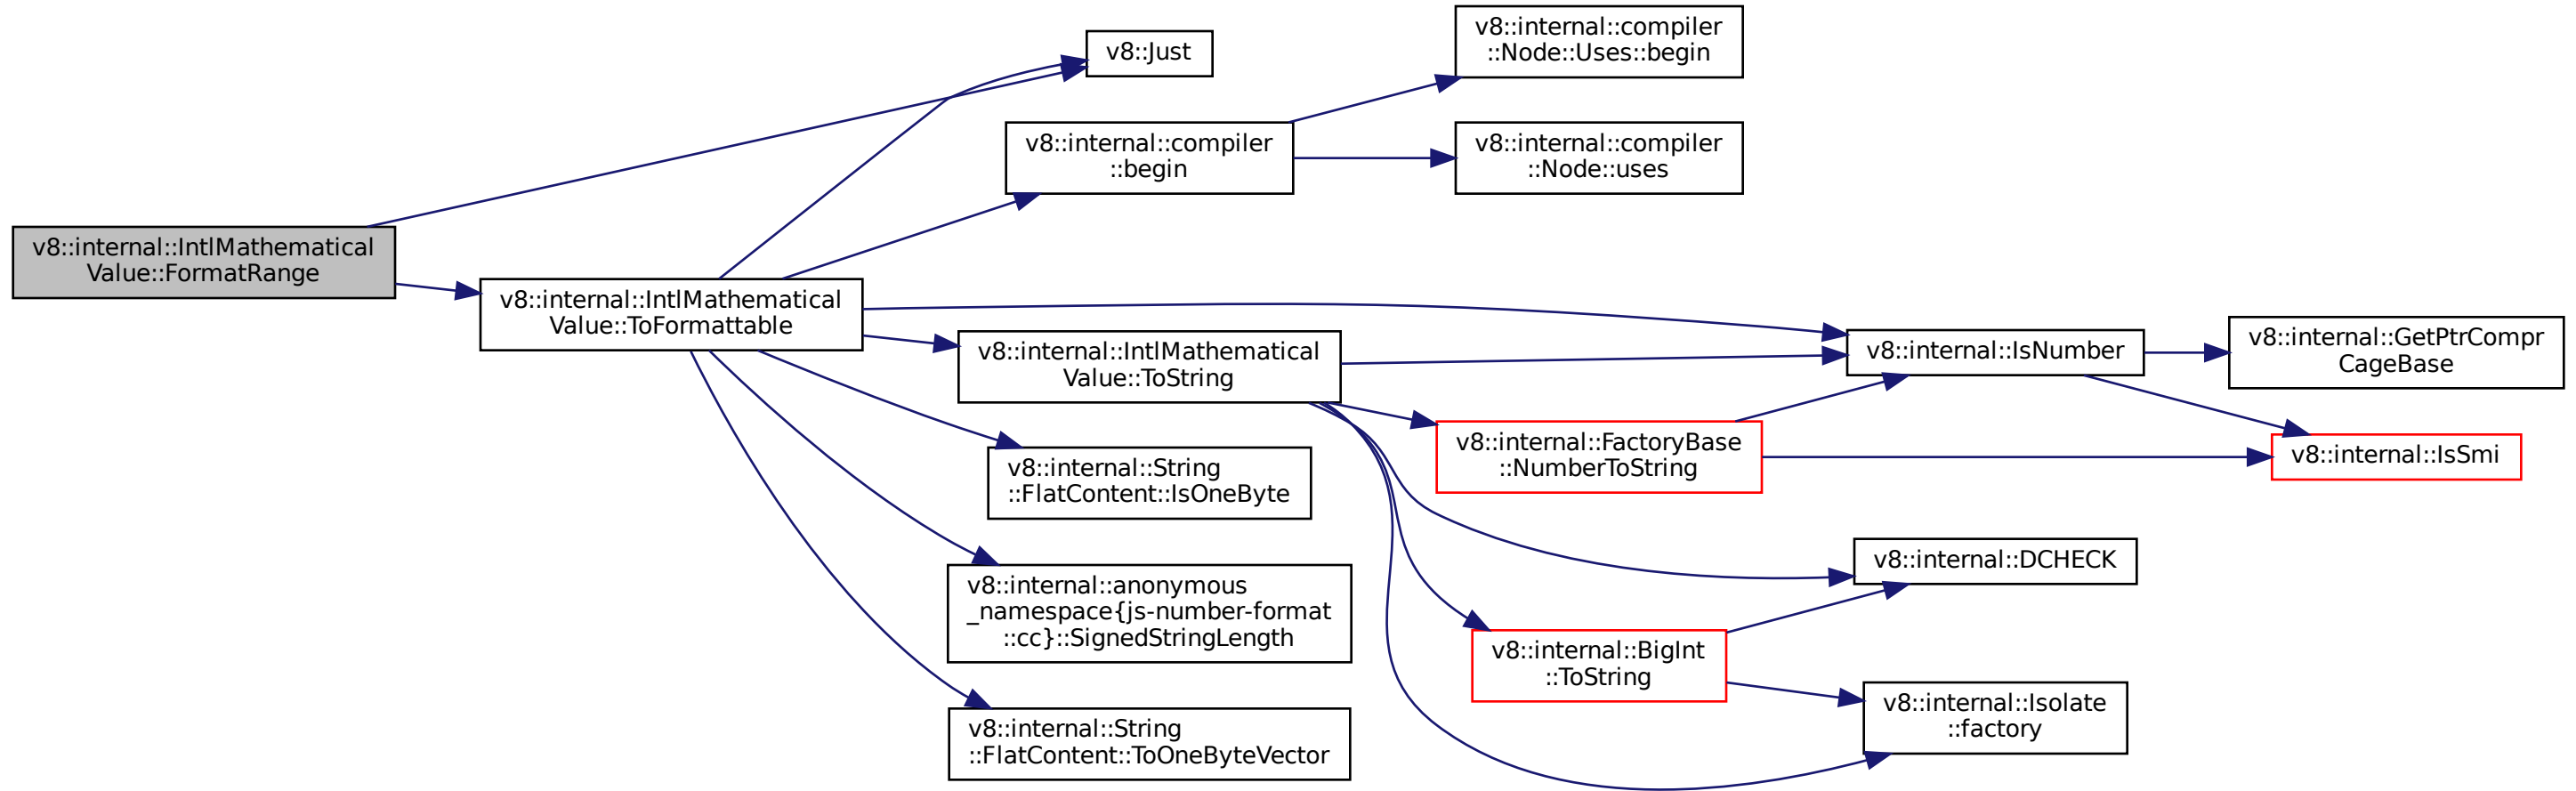 v8::internal::IntlMathematical
Value::FormatRange
v8::internal::IntlMathematical
Value::ToFormattable
v8::Just
v8::internal::compiler
::begin
v8::internal::compiler
::Node::Uses::begin
v8::internal::compiler
::Node::uses
v8::internal::IntlMathematical
Value::ToString
v8::internal::String
::FlatContent::IsOneByte
v8::internal::anonymous
_namespace{js-number-format
::cc}::SignedStringLength
v8::internal::String
::FlatContent::ToOneByteVector
v8::internal::FactoryBase
::NumberToString
v8::internal::BigInt
::ToString
v8::internal::IsNumber
v8::internal::DCHECK
v8::internal::Isolate
::factory
v8::internal::GetPtrCompr
CageBase
v8::internal::IsSmi